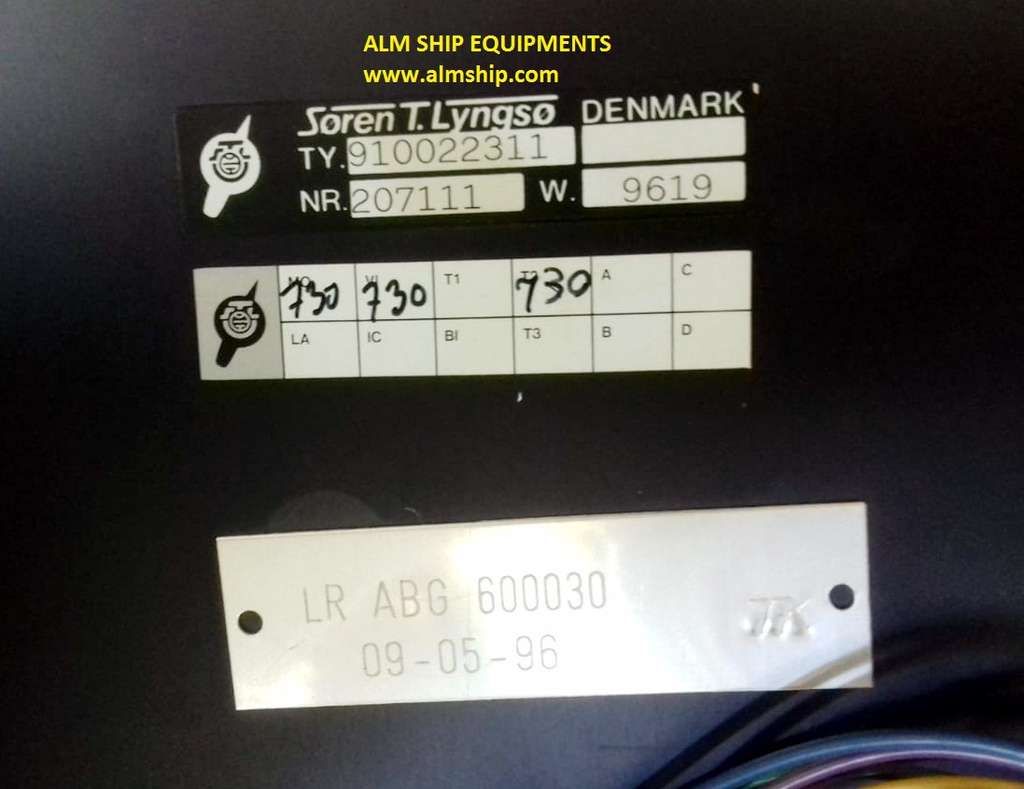 ALM SHIP EQUIPMENTS
www.almship.com
Søren T. Lyngsø DENMARK
TY. 910022311
NR. 207111 W. 9619
730 730 T1 730 A C
LA IC BI T3 B D
LR ABG 600030
09-05-96